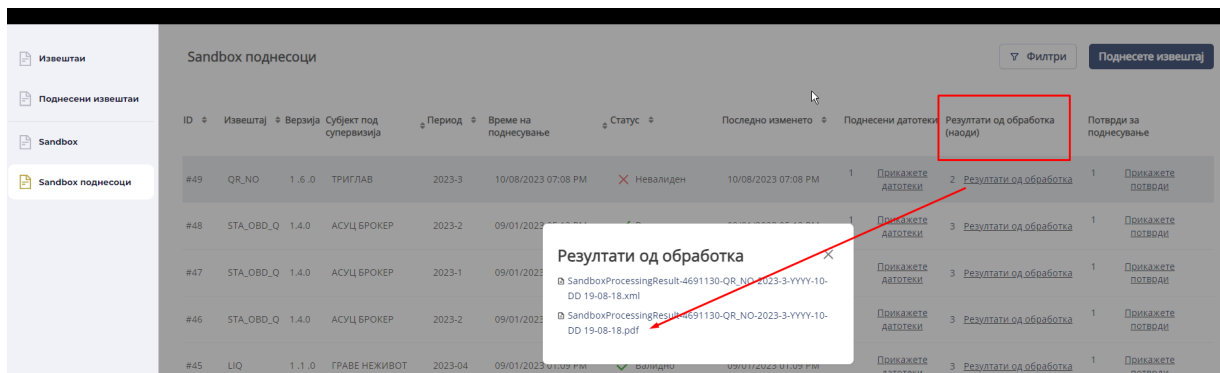 Извештаи
Поднесени извештаи
Sandbox
Sandbox поднесоци
Sandbox поднесоци
Филтри
Поднесете извештај
ID Извештај Верзија Субјект под супервизија Период Време на поднесување Статус Последно изменето Поднесени датотеки Резултати од обработка (наоди) Потврди за поднесување
#49 QR_NO 1.6.0 ТРИГЛАВ 2023-3 10/08/2023 07:08 PM Невалиден 10/08/2023 07:08 PM 1 Прикажете датотеки 2 Резултати од обработка 1 Прикажете потврди
#48 STA_OBD_Q 1.4.0 АСУЦ БРОКЕР 2023-2 09/01/2023 1 Прикажете датотеки 3 Резултати од обработка 1 Прикажете потврди
#47 STA_OBD_Q 1.4.0 АСУЦ БРОКЕР 2023-1 09/01/2023 Прикажете датотеки 3 Резултати од обработка 1 Прикажете потврди
#46 STA_OBD_Q 1.4.0 АСУЦ БРОКЕР 2023-2 09/01/2023 Прикажете датотеки 3 Резултати од обработка 1 Прикажете потврди
#45 LIQ 1.1.0 ГРАВЕ НЕЖИВОТ 2023-04 09/01/2023 01:09 PM Валидно 09/01/2023 01:09 PM Прикажете 3 Резултати од обработка 1 Прикажете
Резултати од обработка
SandboxProcessingResult-4691130-QR_NO-2023-3-YYYY-10-
DD 19-08-18.xml
SandboxProcessingResult-4691130-QR_NO-2023-3-YYYY-10-
DD 19-08-18.pdf